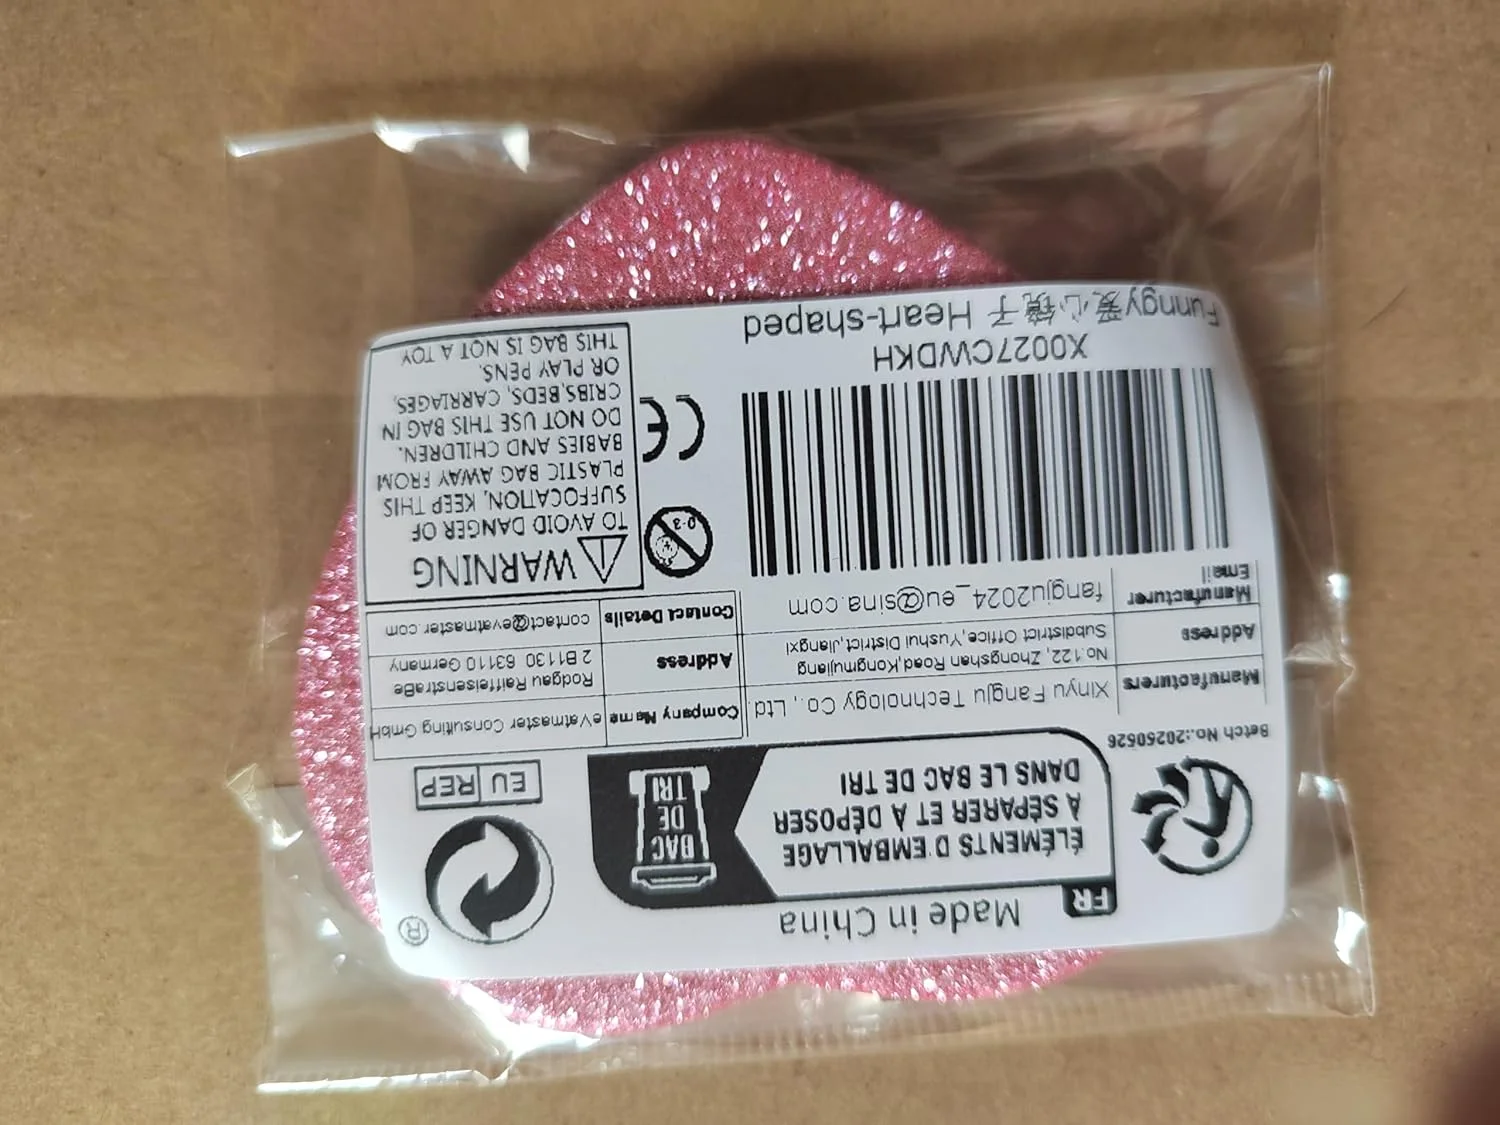 Made in China
FR
ÉLÉMENTS D'EMBALLAGE
À SÉPARER ET À DÉPOSER
DANS LE BAC DE TRI
BAC
DE
TRI
®
EU REP
Batch No.:20250526
Manufacturers Xinyu Fangju Technology Co., Ltd.
Address No.122, Zhongshan Road,Kongmujiang
Subdistrict Office,Yushui District,Jiangxi
Manufacturer
Email fangju2024_eu@sina.com
Company Name eVatmaster Consulting GmbH
Address Rodgau Raiffeisenstraße
2 B1130 63110 Germany
Contact Details contact@evatmaster.com
X0027CWDKH
Funngy爱心镜子 Heart-shaped
CE
0-3
WARNING
TO AVOID DANGER OF
SUFFOCATION, KEEP THIS
PLASTIC BAG AWAY FROM
BABIES AND CHILDREN.
DO NOT USE THIS BAG IN
CRIBS,BEDS, CARRIAGES,
OR PLAY PENS.
THIS BAG IS NOT A TOY